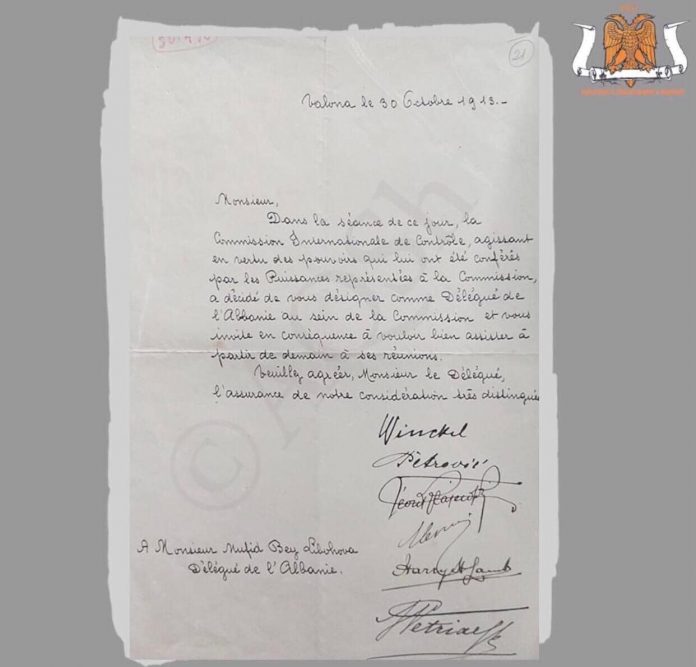 21
Valona le 30 Octobre 1913.-
Monsieur,
Dans la séance de ce jour, la
Commission Internationale de Contrôle, agissant
en vertu des pouvoirs qui lui ont été conférés
par les Puissances représentées à la Commission,
a décidé de vous désigner comme Délégué de
l'Albanie au sein de la Commission et vous
invite en conséquence à vouloir bien assister à
partir de demain à ses réunions.
Veuillez agréer, Monsieur le Délégué,
l'assurance de notre considération très distinguée
Winckel
Petrović
Harry H Lamb
Petriaeff
A Monsieur Mufid Bey Libohova
Délégué de l'Albanie.